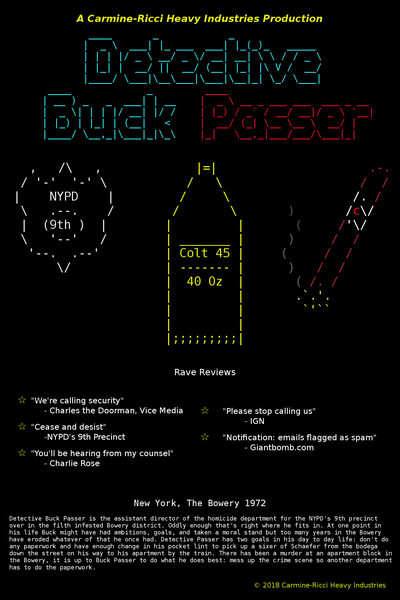 A Carmine-Ricci Heavy Industries Production
Detective
Buck Passer
NYPD
(9th )
Colt 45
40 Oz
c
Rave Reviews
"We're calling security"
- Charles the Doorman, Vice Media
"Cease and desist"
-NYPD's 9th Precinct
"You'll be hearing from my counsel"
- Charlie Rose
"Please stop calling us"
- IGN
"Notification: emails flagged as spam"
- Giantbomb.com
New York, The Bowery 1972
Detective Buck Passer is the assistant director of the homicide department for the NYPD's 9th precinct
over in the filth infested Bowery district. Oddly enough that's right where he fits in. At one point in
his life Buck might have had ambitions, goals, and taken a moral stand but too many years in the Bowery
have eroded whatever of that he once had. Detective Passer has two goals in his day to day life: don't do
any paperwork and have enough change in his pocket lint to pick up a sixer of Schaefer from the bodega
down the street on his way to his apartment by the train. There has been a murder at an apartment block in
the Bowery, it is up to Buck Passer to do what he does best: mess up the crime scene so another department
has to do the paperwork.
© 2018 Carmine-Ricci Heavy Industries